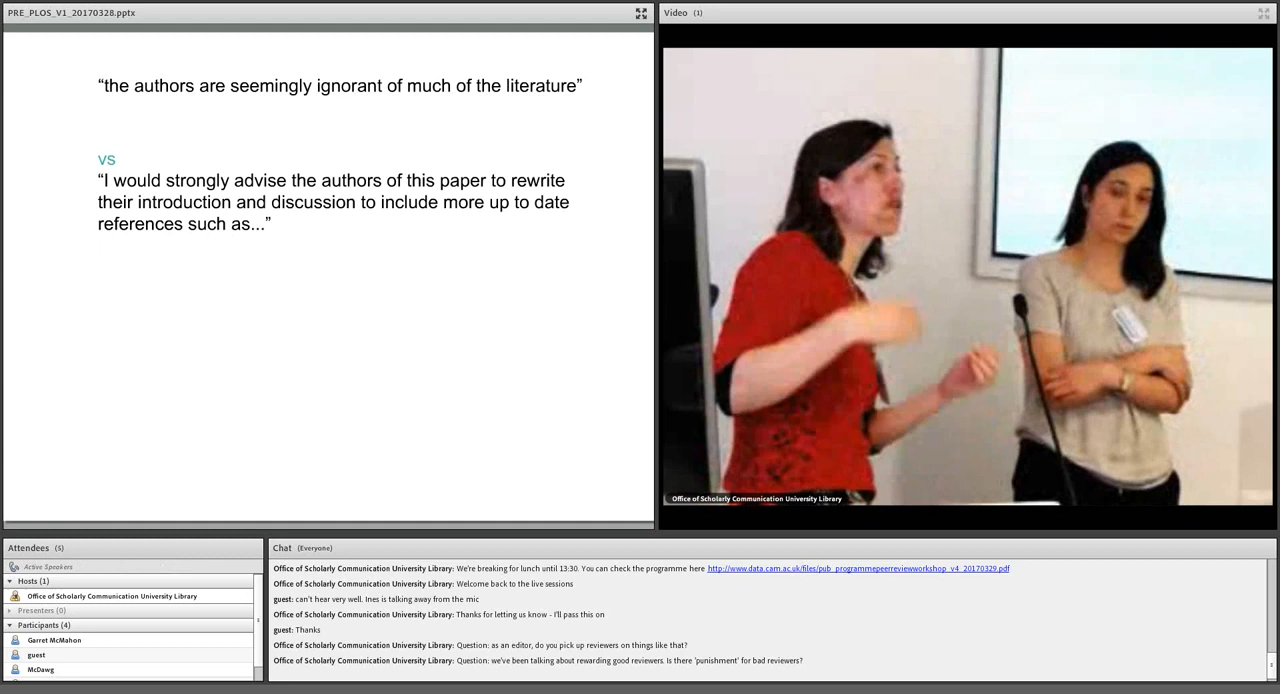 PRE_PLOS_V1_20170328.pptx
“the authors are seemingly ignorant of much of the literature”
vs
“I would strongly advise the authors of this paper to rewrite
their introduction and discussion to include more up to date
references such as...”
Video (1)
Office of Scholarly Communication University Library
Attendees (5)
Active Speakers
Hosts (1)
Office of Scholarly Communication University Library
Presenters (0)
Participants (4)
Garret McMahon
guest
McDawg
Chat (Everyone)
Office of Scholarly Communication University Library: We're breaking for lunch until 13:30. You can check the programme here http://www.data.cam.ac.uk/files/pub_programmepeerreviewworkshop_v4_20170329.pdf
Office of Scholarly Communication University Library: Welcome back to the live sessions
guest: can't hear very well. Ines is talking away from the mic
Office of Scholarly Communication University Library: Thanks for letting us know - I'll pass this on
guest: Thanks
Office of Scholarly Communication University Library: Question: as an editor, do you pick up reviewers on things like that?
Office of Scholarly Communication University Library: Question: we've been talking about rewarding good reviewers. Is there 'punishment' for bad reviewers?